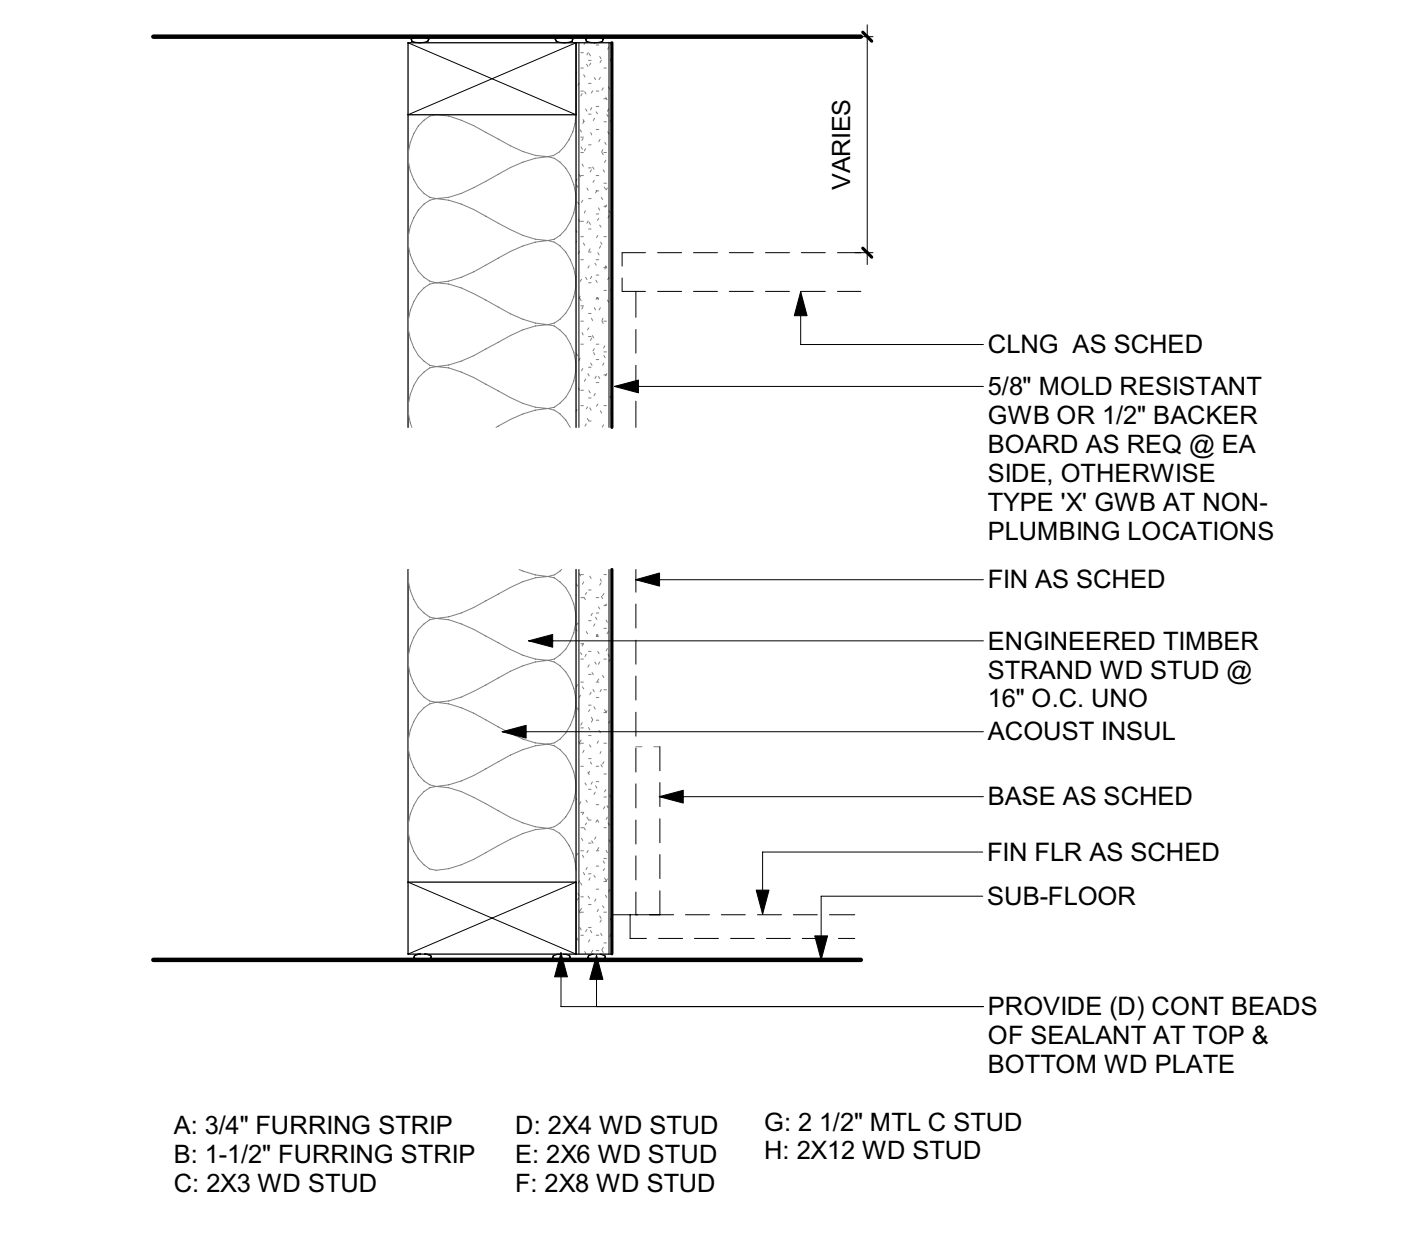 VARIES
CLNG  AS SCHED
5/8" MOLD RESISTANT
GWB OR 1/2" BACKER
BOARD AS REQ @ EA
SIDE, OTHERWISE
TYPE 'X' GWB AT NON-
PLUMBING LOCATIONS
FIN AS SCHED
ENGINEERED TIMBER
STRAND WD STUD @
16" O.C. UNO
ACOUST INSUL
BASE AS SCHED
FIN FLR AS SCHED
SUB-FLOOR
PROVIDE (D) CONT BEADS
OF SEALANT AT TOP &
BOTTOM WD PLATE
A: 3/4" FURRING STRIP
B: 1-1/2" FURRING STRIP
C: 2X3 WD STUD
D: 2X4 WD STUD
E: 2X6 WD STUD
F: 2X8 WD STUD
G: 2 1/2" MTL C STUD
H: 2X12 WD STUD